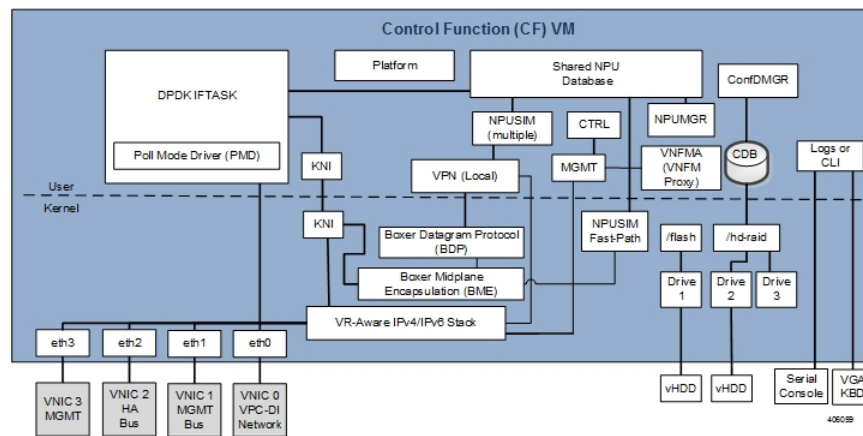 Control Function (CF) VM
Platform
Shared NPU
Database
ConfDMGR
DPDK IFTASK
Poll Mode Driver (PMD)
NPUSIM
(multiple)
CTRL
NPUMGR
KNI
VPN (Local)
MGMT
VNFMA
(VNFM
Proxy)
CDB
Logs or
CLI
User
Kernel
KNI
Boxer Datagram Protocol
(BDP)
NPUSIM
Fast-Path
/flash
/hd-raid
Boxer Midplane
Encapsulation (BME)
Drive
1
Drive
2
Drive
3
VR-Aware IPv4/IPv6 Stack
eth3
eth2
eth1
eth0
VNIC 3
MGMT
VNIC 2
HA
Bus
VNIC 1
MGMT
Bus
VNIC 0
VPC-DI
Network
vHDD
vHDD
Serial
Console
VGA
KBD
406059